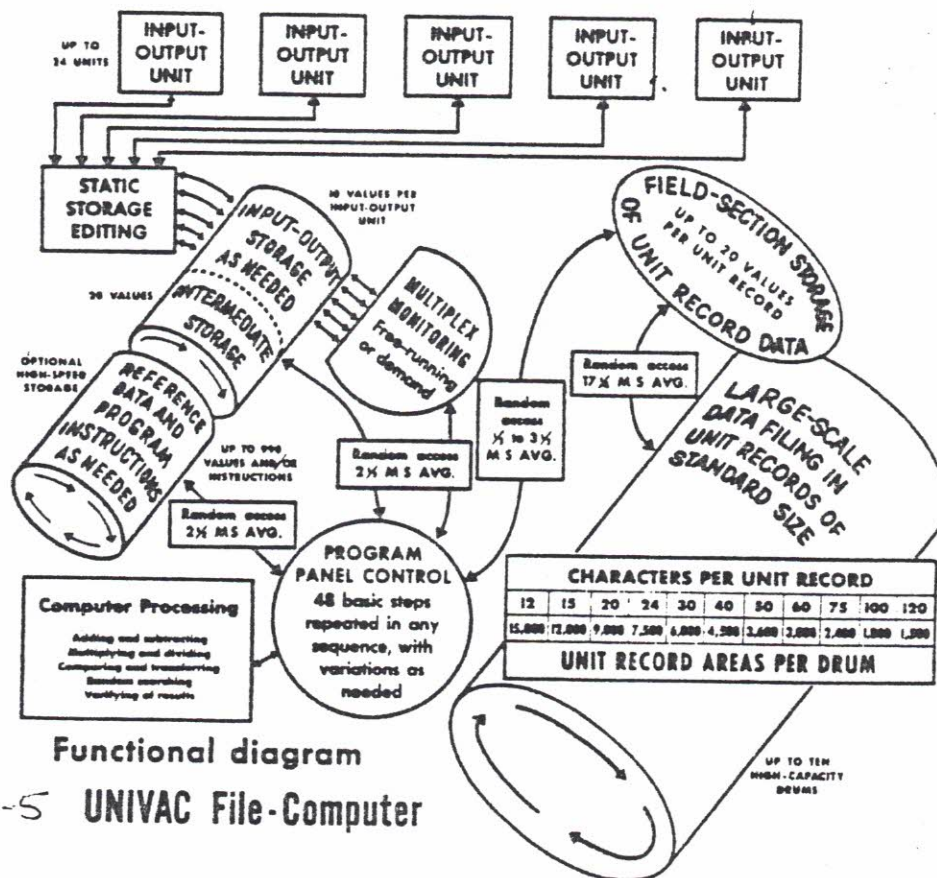 UP TO
24 UNITS
INPUT-
OUTPUT
UNIT
INPUT-
OUTPUT
UNIT
INPUT-
OUTPUT
UNIT
INPUT-
OUTPUT
UNIT
INPUT-
OUTPUT
UNIT
STATIC
STORAGE
EDITING
10 VALUES PER
INPUT-OUTPUT
UNIT
INPUT-OUTPUT
STORAGE
AS NEEDED
INTERMEDIATE
STORAGE
20 VALUES
MULTIPLEX
MONITORING
Free-running
or demand
FIELD-SECTION STORAGE
OF UNIT RECORD DATA
UP TO 20 VALUES
PER UNIT RECORD
OPTIONAL
HIGH-SPEED
STORAGE
REFERENCE
DATA AND
PROGRAM
INSTRUCTIONS
AS NEEDED
UP TO 990
VALUES AND/OR
INSTRUCTIONS
Random access
2½ MS AVG.
Random access
2½ MS AVG.
Random
access
½ to 3½
MS AVG.
Random access
17½ MS AVG.
LARGE-SCALE
DATA FILING IN
UNIT RECORDS OF
STANDARD SIZE
PROGRAM
PANEL CONTROL
48 basic steps
repeated in any
sequence, with
variations as
needed
Computer Processing
Adding and subtracting
Multiplying and dividing
Comparing and transferring
Random searching
Verifying of results
CHARACTERS PER UNIT RECORD
12 15 20 24 30 40 50 60 75 100 120
15,000 12,000 9,000 7,500 6,000 4,500 3,600 3,000 2,400 1,800 1,500
UNIT RECORD AREAS PER DRUM
UP TO TEN
HIGH-CAPACITY
DRUMS
Functional diagram
-5 UNIVAC File-Computer